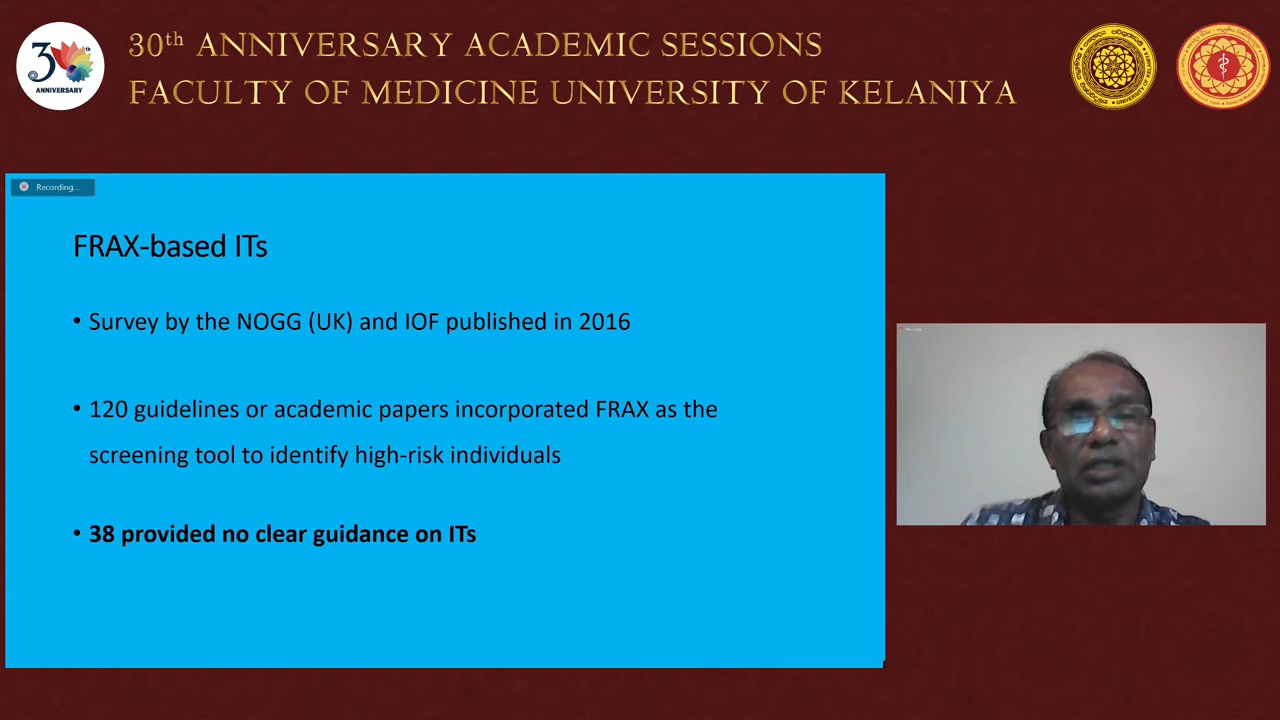 30th ANNIVERSARY
30th ANNIVERSARY ACADEMIC SESSIONS
FACULTY OF MEDICINE UNIVERSITY OF KELANIYA
Recording...
FRAX-based ITs
• Survey by the NOGG (UK) and IOF published in 2016
• 120 guidelines or academic papers incorporated FRAX as the
screening tool to identify high-risk individuals
• 38 provided no clear guidance on ITs